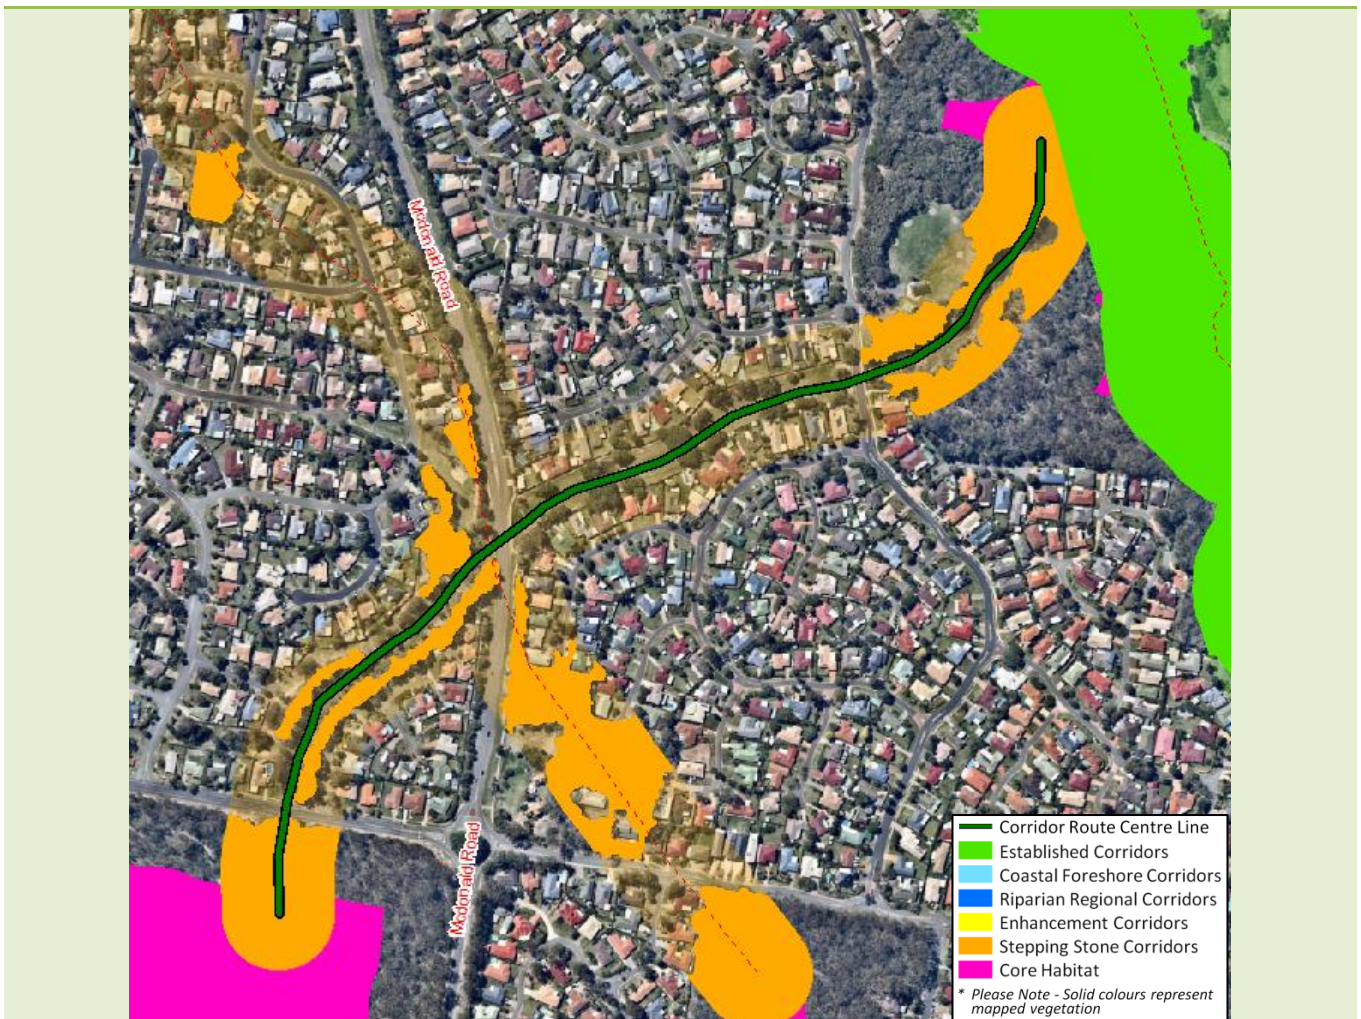 Mcdonald Road
Mcdonald Road
Corridor Route Centre Line
Established Corridors
Coastal Foreshore Corridors
Riparian Regional Corridors
Enhancement Corridors
Stepping Stone Corridors
Core Habitat
* Please Note - Solid colours represent
mapped vegetation